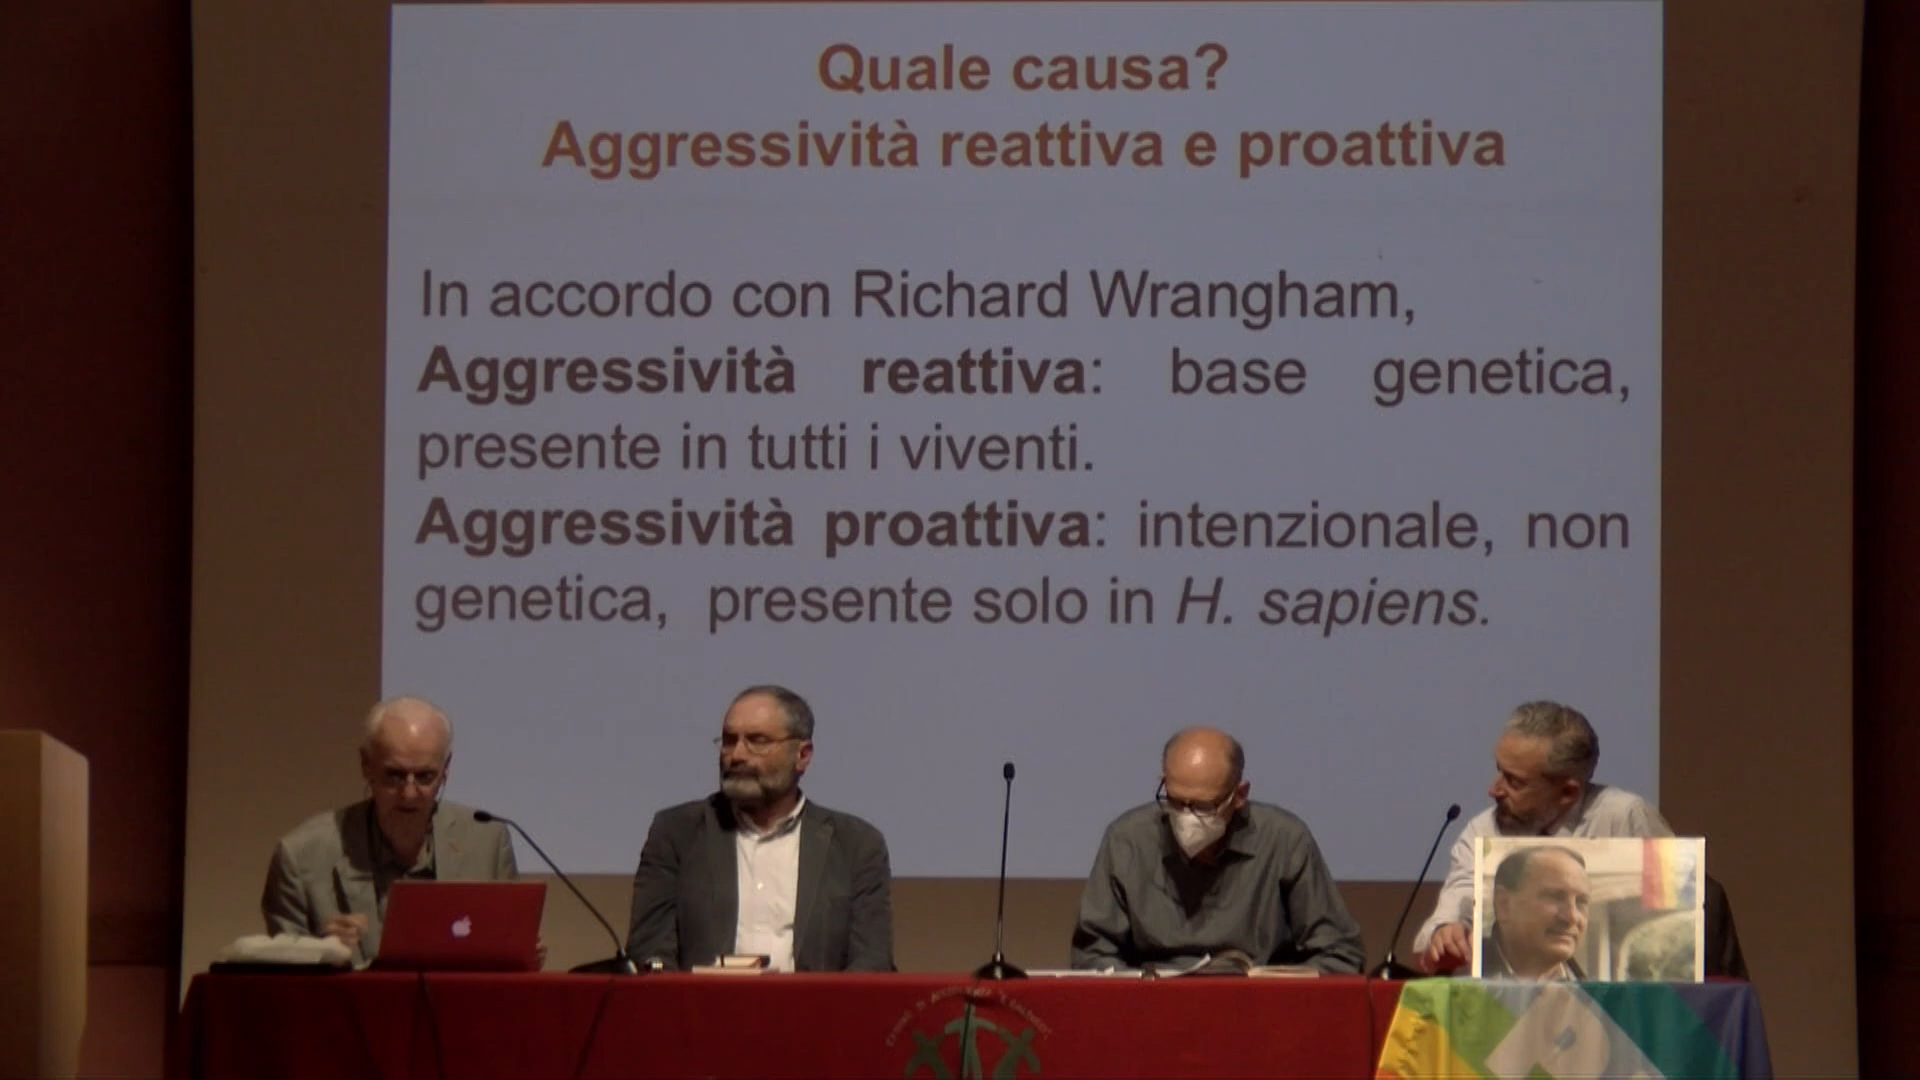 Quale causa?
Aggressività reattiva e proattiva
In accordo con Richard Wrangham,
Aggressività reattiva: base genetica,
presente in tutti i viventi.
Aggressività proattiva: intenzionale, non
genetica, presente solo in H. sapiens.